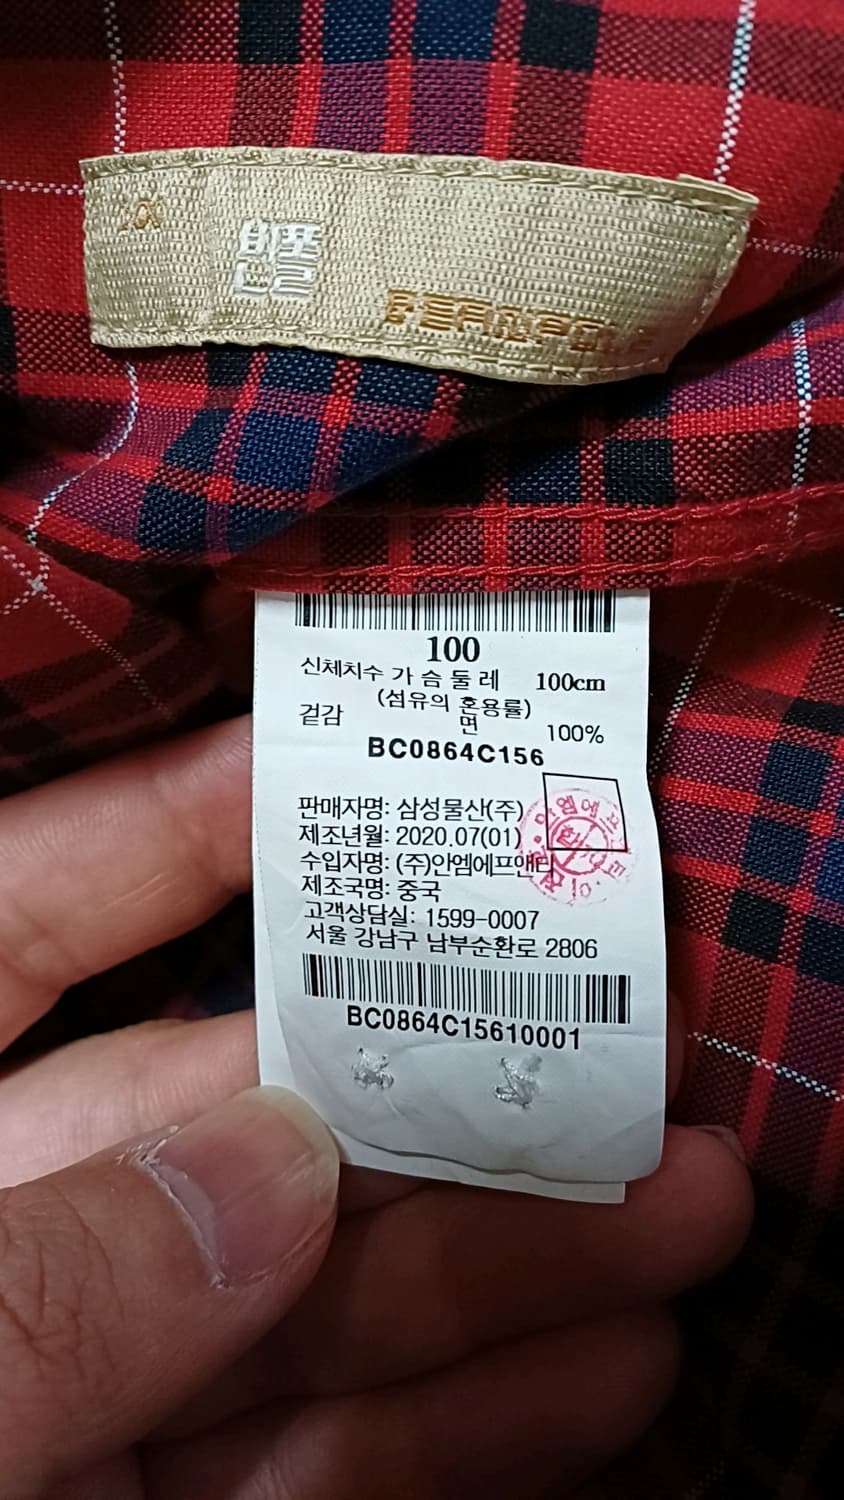 100
빈폴
BEANPOLE
100
신체치수 가슴둘레 100cm
(섬유의 혼용률)
겉감 면 100%
BC0864C156
판매자명: 삼성물산(주)
제조년월: 2020.07(01)
수입자명: (주)안엠에프앤디
제조국명: 중국
고객상담실: 1599-0007
서울 강남구 남부순환로 2806
BC0864C15610001